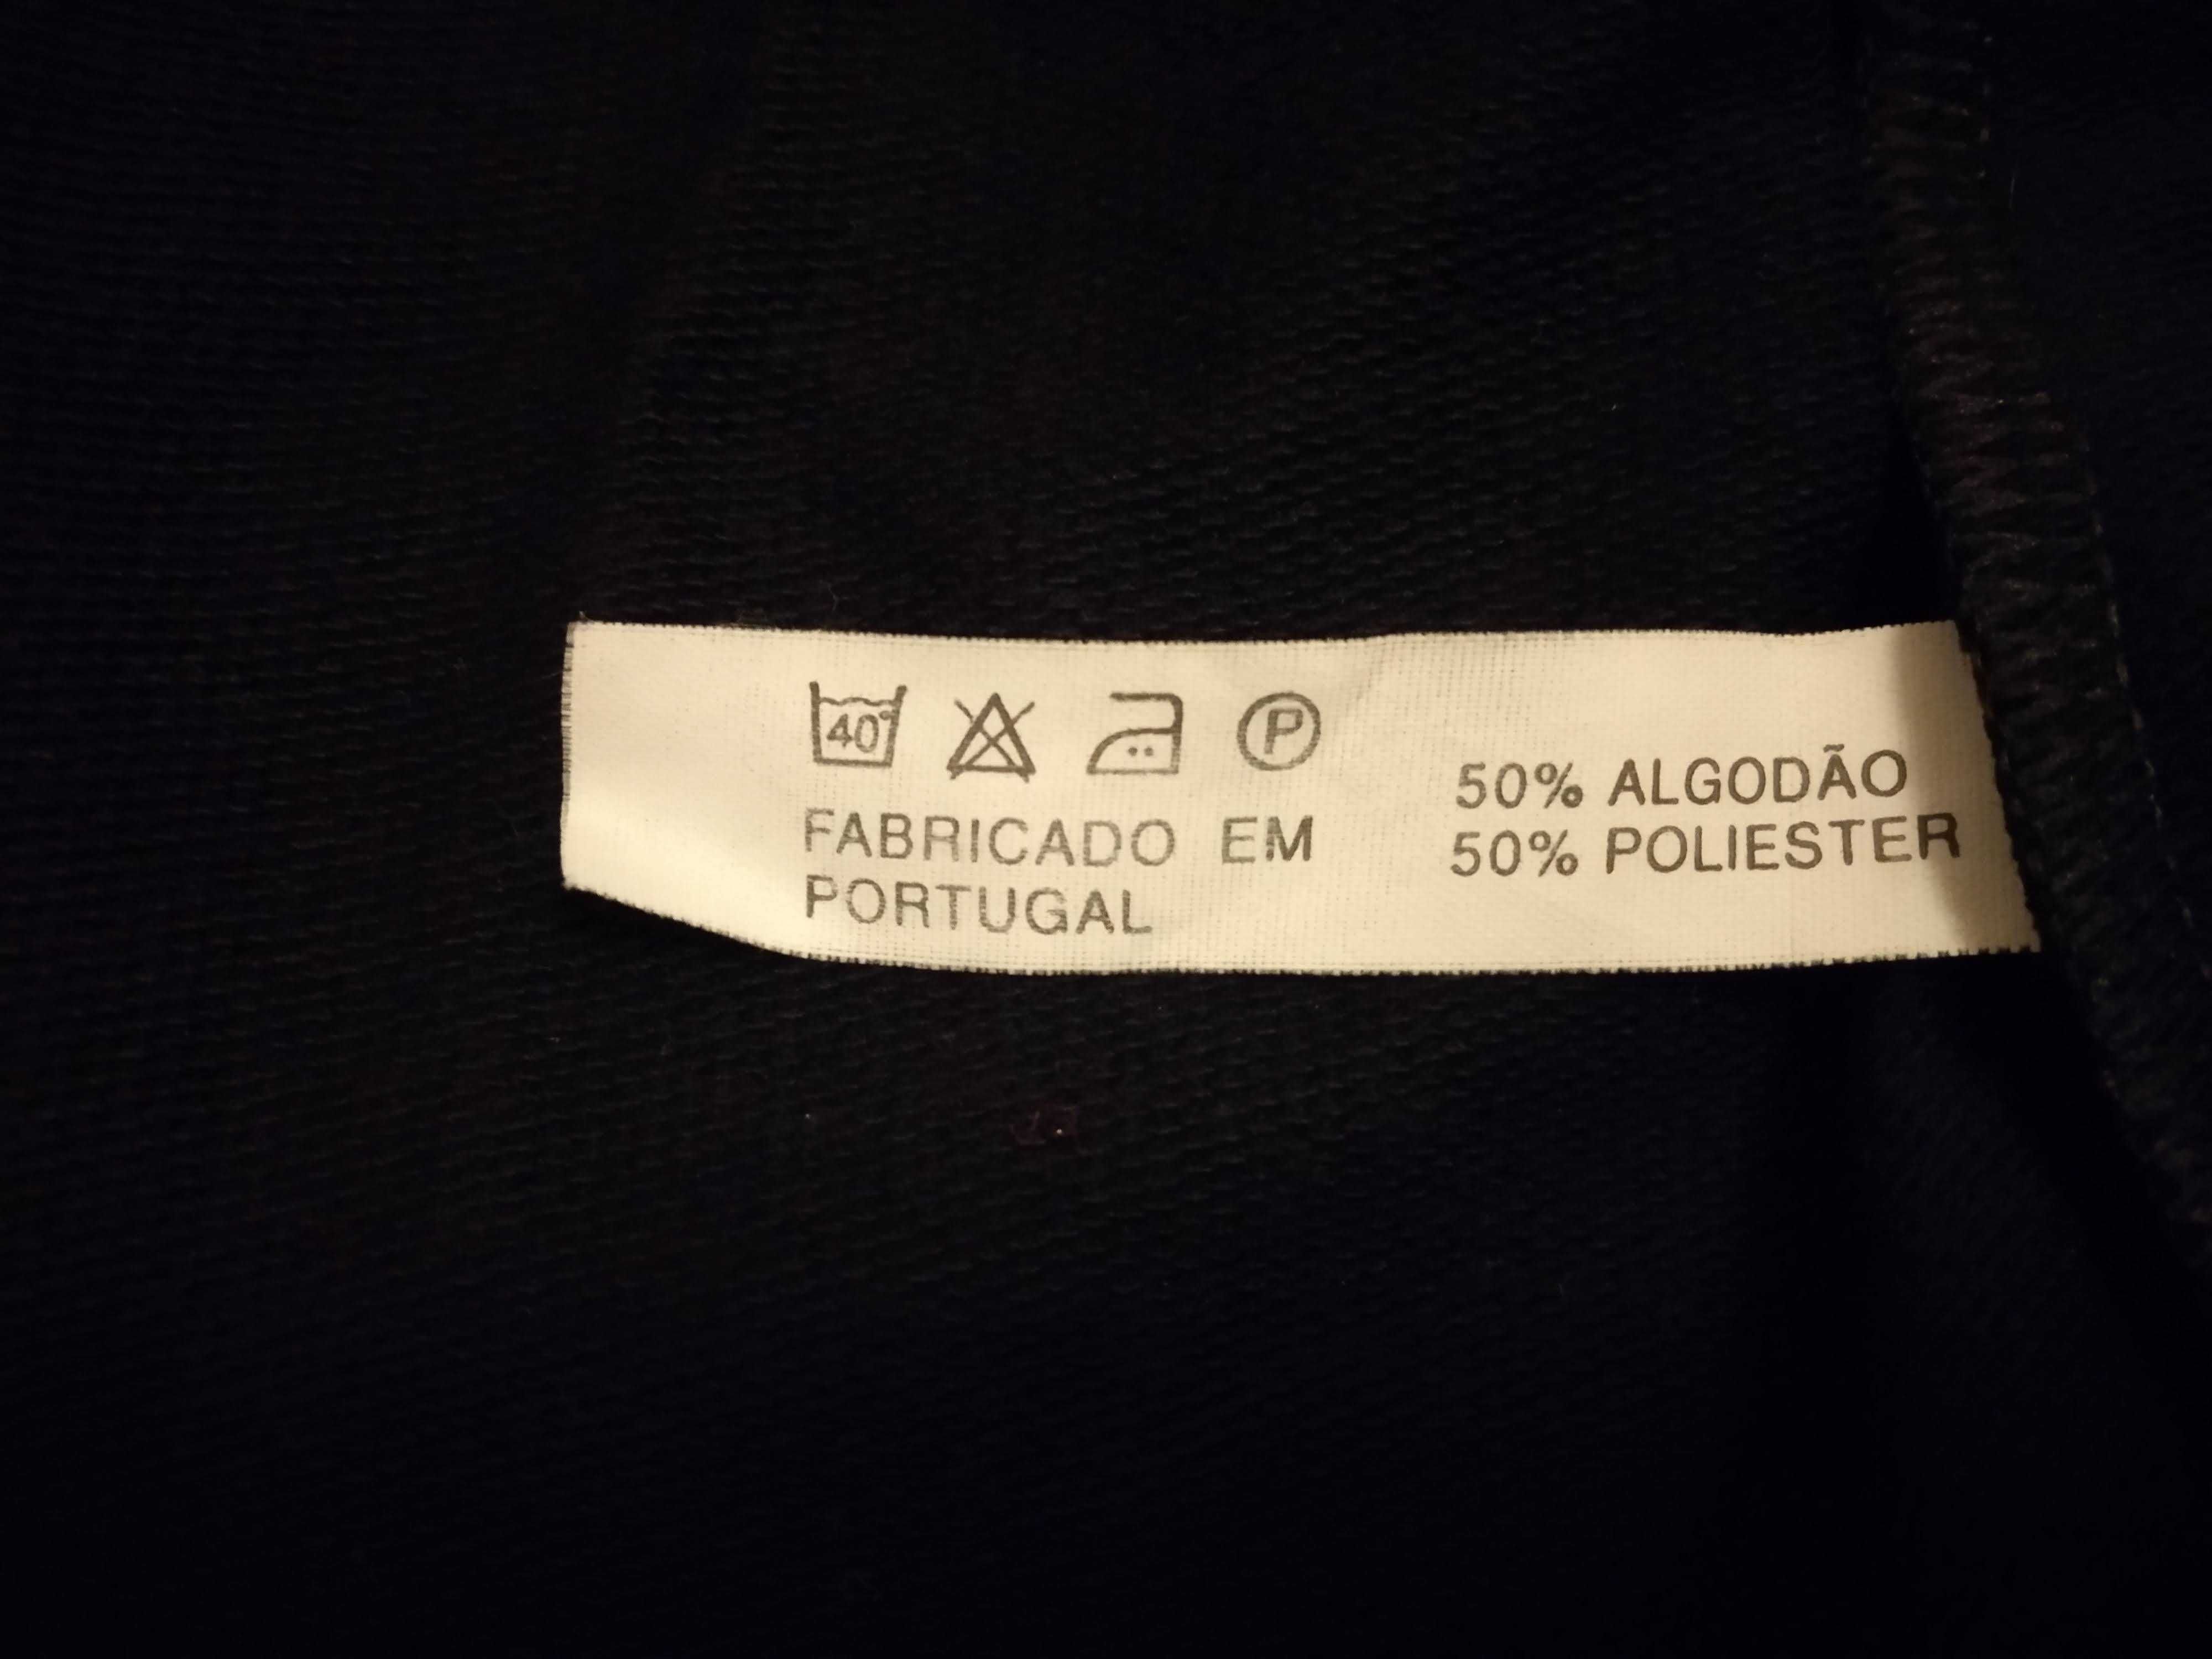 40°
P
FABRICADO EM
PORTUGAL
50% ALGODÃO
50% POLIESTER